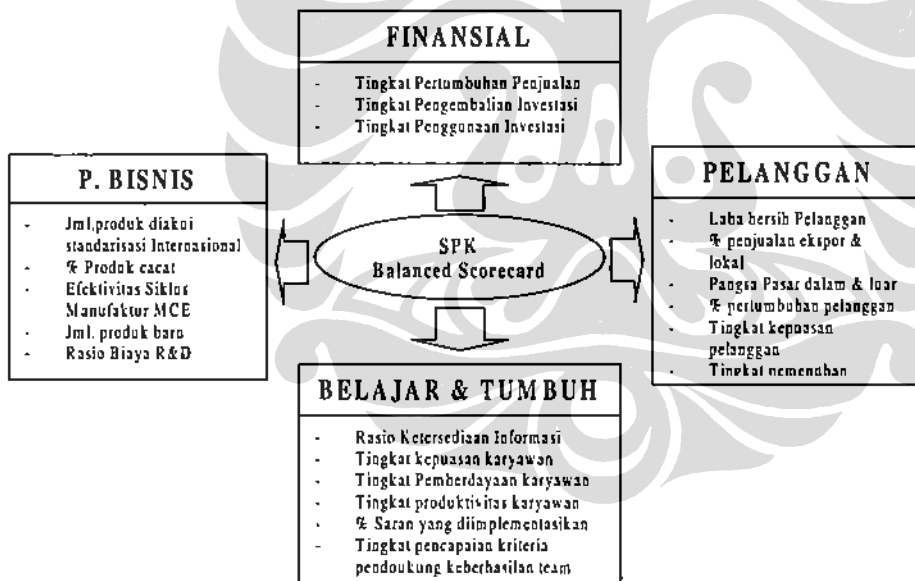 FINANSIAL
- Tingkat Pertumbuhan Penjualan
- Tingkat Pengembalian Investasi
- Tingkat Penggunaan Investasi
P. BISNIS
- Jml,produk diakui
standarisasi Internasional
- % Produk cacat
- Efektivitas Siklus
Manufaktur MCE
- Jml. produk baru
- Rasio Biaya R&D
SPK
Balanced Scorecard
PELANGGAN
- Laba bersih Pelanggan
- % penjualan ekspor &
lokal
- Pangsa Pasar dalam & luar
- % pertumbuhan pelanggan
- Tingkat kepuasan
pelanggan
- Tingkat
BELAJAR & TUMBUH
- Rasio Ketersediaan Informasi
- Tingkat kepuasan karyawan
- Tingkat Pemberdayaan karyawan
- Tingkat produktivitas karyawan
- % Saran yang diimplementasikan
- Tingkat pencapaian kriteria
pendoukung keberhasilan team